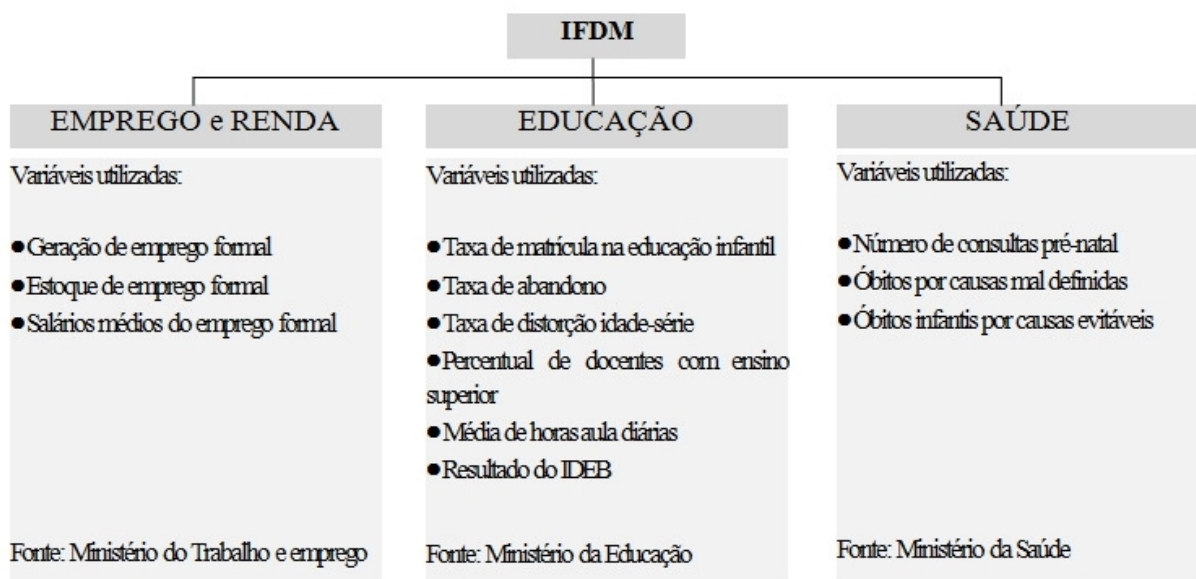 IFDM
EMPREGO e RENDA
Variáveis utilizadas:
●Geração de emprego formal
●Estoque de emprego formal
●Salários médios do emprego formal
Fonte: Ministério do Trabalho e emprego
EDUCAÇÃO
Variáveis utilizadas:
●Taxa de matrícula na educação infantil
●Taxa de abandono
●Taxa de distorção idade-série
●Percentual de docentes com ensino
superior
●Média de horas aula diárias
●Resultado do IDEB
Fonte: Ministério da Educação
SAÚDE
Variáveis utilizadas:
●Número de consultas pré-natal
●Óbitos por causas mal definidas
●Óbitos infantis por causas evitáveis
Fonte: Ministério da Saúde